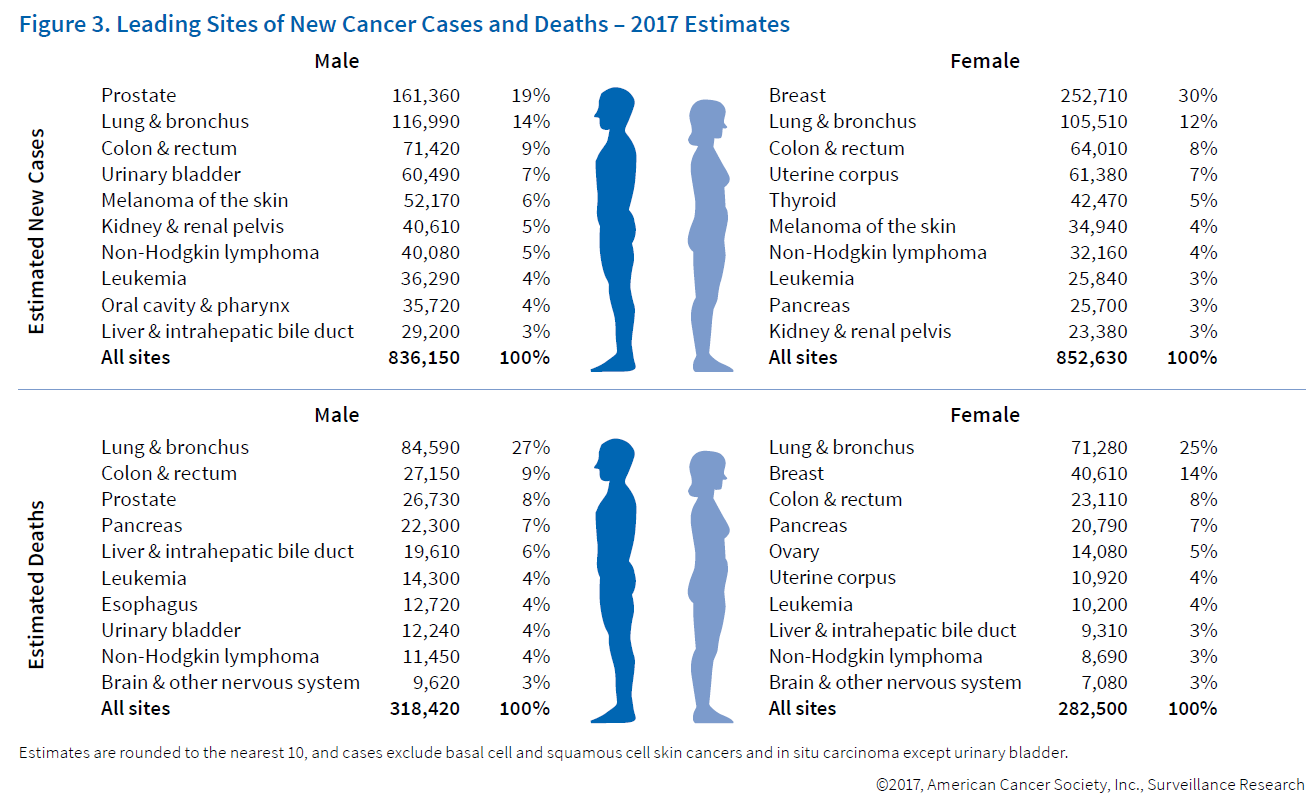 Figure 3. Leading Sites of New Cancer Cases and Deaths – 2017 Estimates
Male
Female
Estimated New Cases
Prostate 161,360 19% Breast 252,710 30%
Lung & bronchus 116,990 14% Lung & bronchus 105,510 12%
Colon & rectum 71,420 9% Colon & rectum 64,010 8%
Urinary bladder 60,490 7% Uterine corpus 61,380 7%
Melanoma of the skin 52,170 6% Thyroid 42,470 5%
Kidney & renal pelvis 40,610 5% Melanoma of the skin 34,940 4%
Non-Hodgkin lymphoma 40,080 5% Non-Hodgkin lymphoma 32,160 4%
Leukemia 36,290 4% Leukemia 25,840 3%
Oral cavity & pharynx 35,720 4% Pancreas 25,700 3%
Liver & intrahepatic bile duct 29,200 3% Kidney & renal pelvis 23,380 3%
All sites 836,150 100% All sites 852,630 100%
Male
Female
Estimated Deaths
Lung & bronchus 84,590 27% Lung & bronchus 71,280 25%
Colon & rectum 27,150 9% Breast 40,610 14%
Prostate 26,730 8% Colon & rectum 23,110 8%
Pancreas 22,300 7% Pancreas 20,790 7%
Liver & intrahepatic bile duct 19,610 6% Ovary 14,080 5%
Leukemia 14,300 4% Uterine corpus 10,920 4%
Esophagus 12,720 4% Leukemia 10,200 4%
Urinary bladder 12,240 4% Liver & intrahepatic bile duct 9,310 3%
Non-Hodgkin lymphoma 11,450 4% Non-Hodgkin lymphoma 8,690 3%
Brain & other nervous system 9,620 3% Brain & other nervous system 7,080 3%
All sites 318,420 100% All sites 282,500 100%
Estimates are rounded to the nearest 10, and cases exclude basal cell and squamous cell skin cancers and in situ carcinoma except urinary bladder.
©2017, American Cancer Society, Inc., Surveillance Research